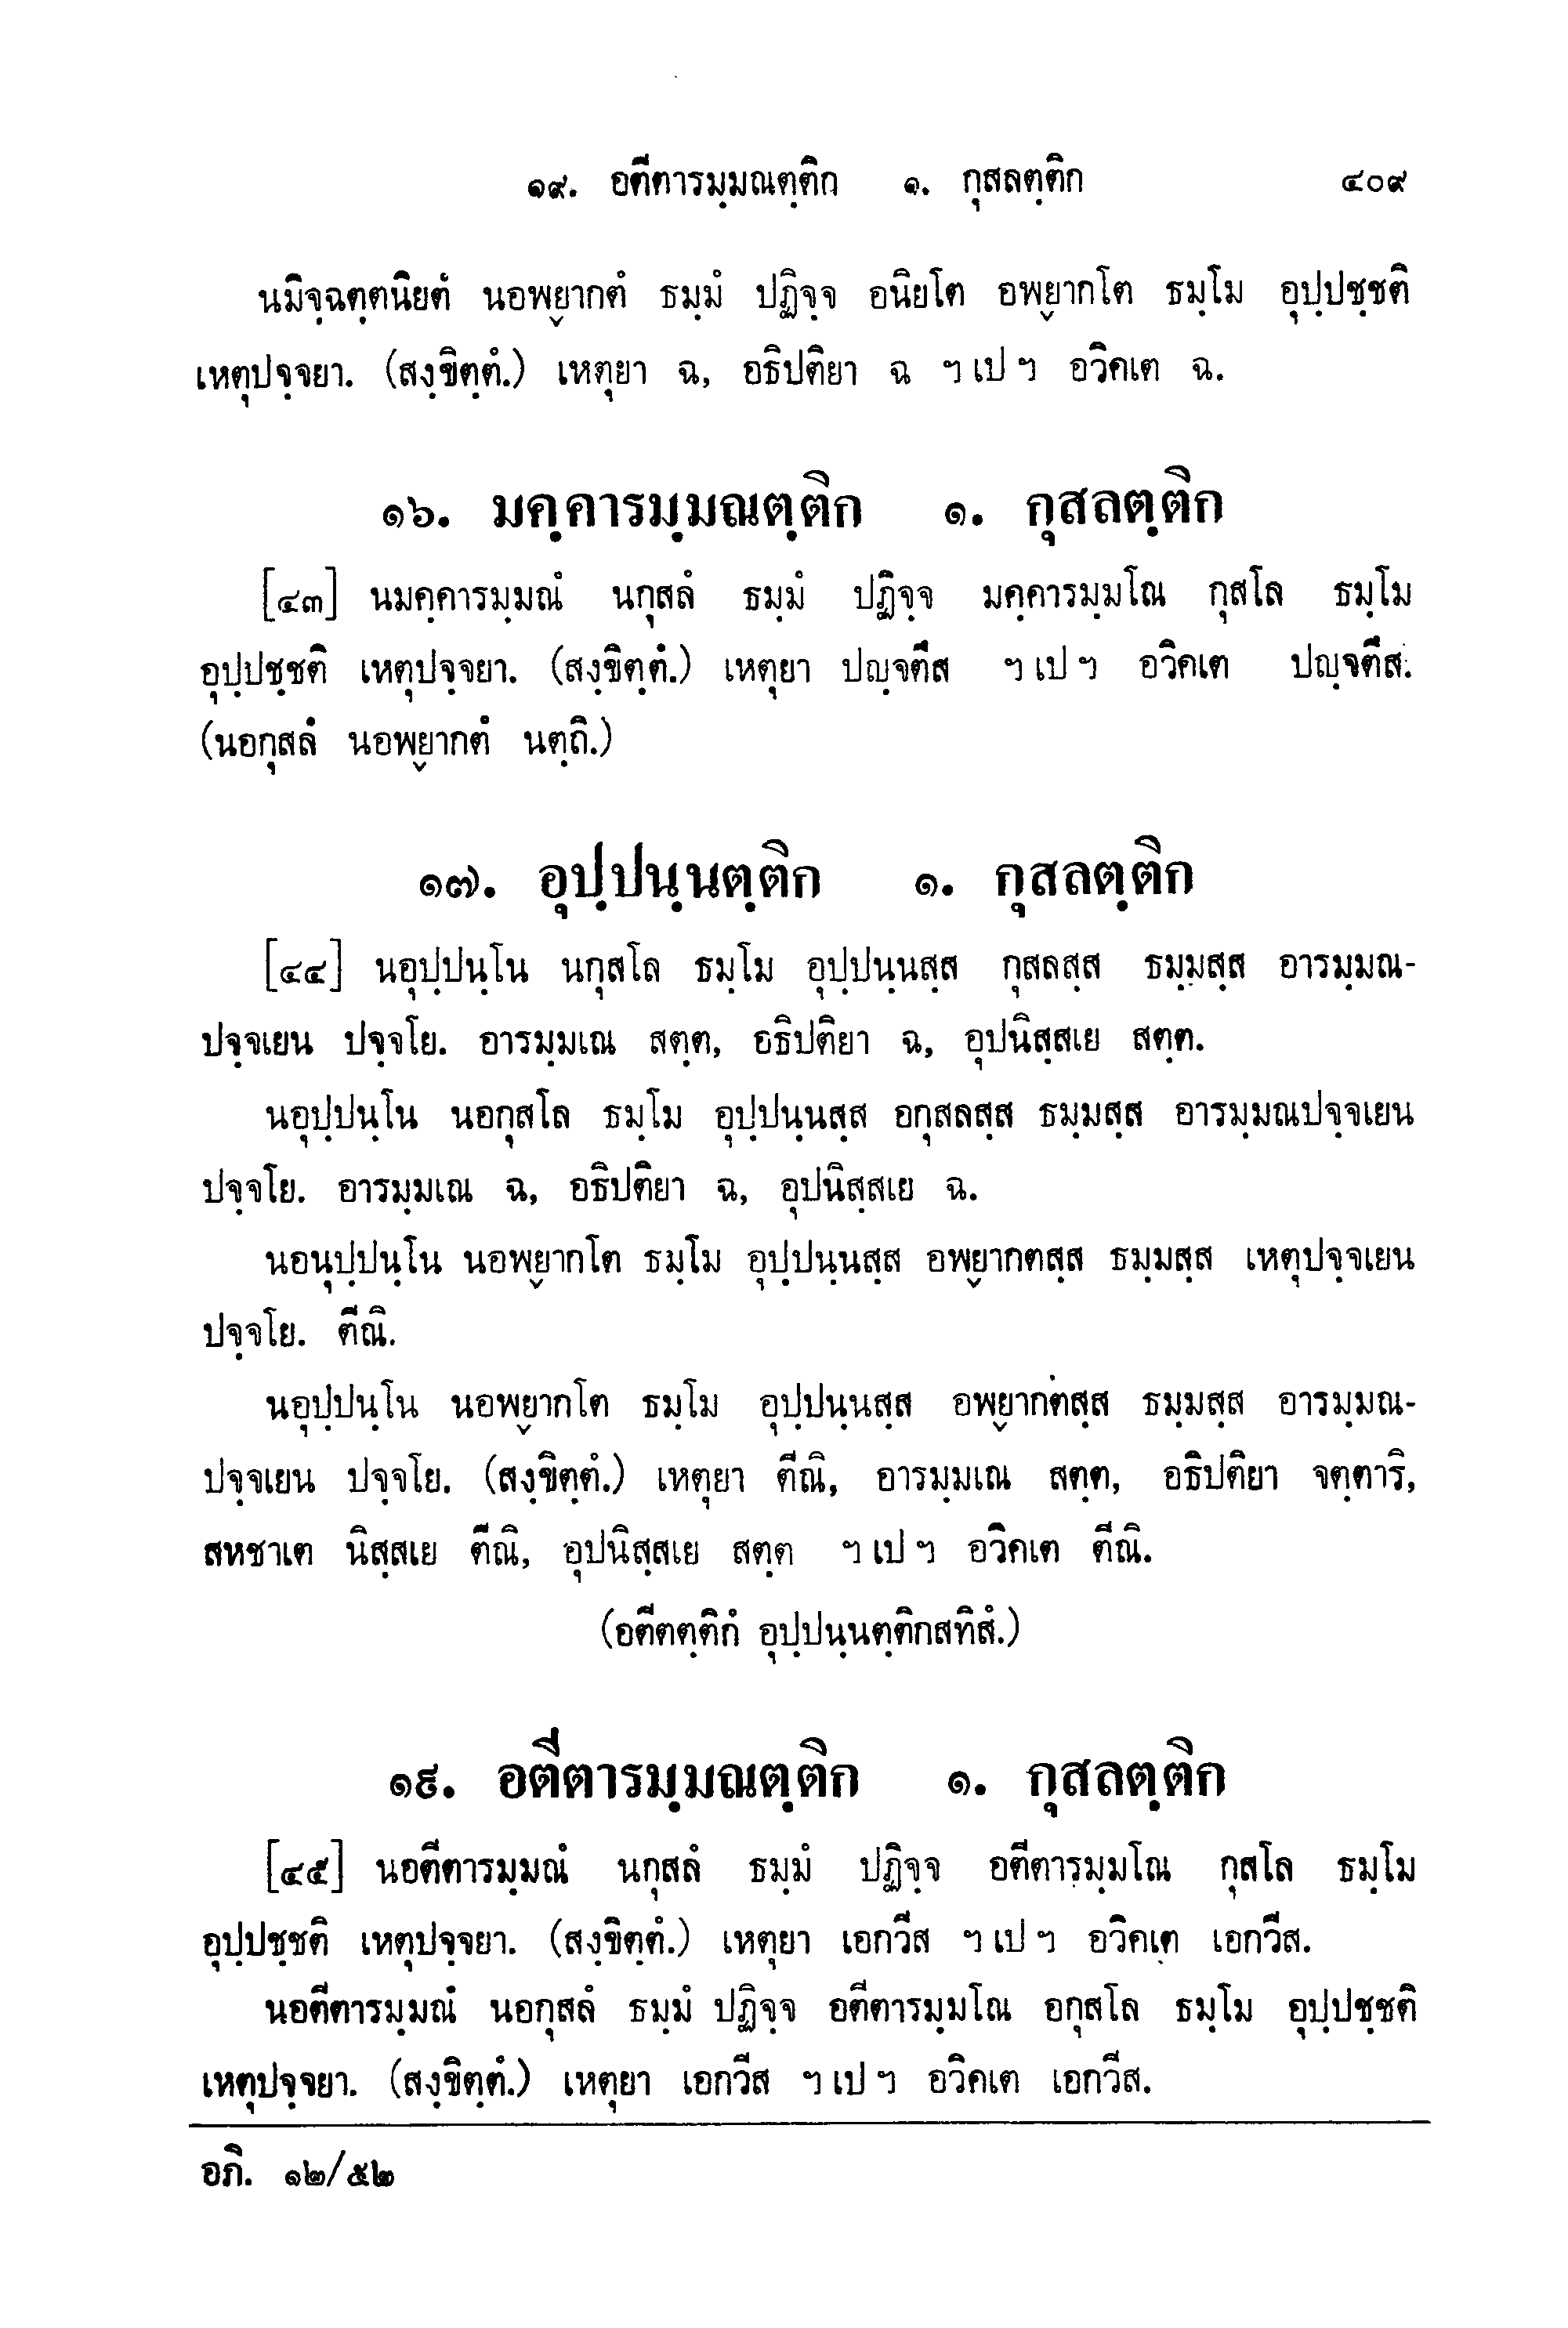 ๑๙. อตีตารมฺมณตฺติก ๑. กุสลตฺติก ๔๐๙
นมิจฺฉตฺตนิยตํ นอพฺยากตํ ธมฺมํ ปฏิจฺจ อนิยโต อพฺยากโต ธมฺโม อุปฺปชฺชติ
เหตุปจฺจยา. (สงฺขิตฺตํ.) เหตุยา ฉ, อธิปติยา ฉ ฯ เป ฯ อวิคเต ฉ.
๑๖. มคฺคารมฺมณตฺติก ๑. กุสลตฺติก
[๔๓] นมคฺคารมฺมณํ นกุสลํ ธมฺมํ ปฏิจฺจ มคฺคารมฺมโณ กุสโล ธมฺโม
อุปฺปชฺชติ เหตุปจฺจยา. (สงฺขิตฺตํ.) เหตุยา ปญฺจตึส ฯ เป ฯ อวิคเต ปญฺจตึส.
(นอกุสลํ นอพฺยากตํ นตฺถิ.)
๑๗. อุปฺปนฺนตฺติก ๑. กุสลตฺติก
[๔๔] นอุปฺปนฺโน นกุสโล ธมฺโม อุปฺปนฺนสฺส กุสลสฺส ธมฺมสฺส อารมฺมณ-
ปจฺจเยน ปจฺจโย. อารมฺมเณ สตฺต, อธิปติยา ฉ, อุปนิสฺสเย สตฺต.
นอุปฺปนฺโน นอกุสโล ธมฺโม อุปฺปนฺนสฺส อกุสลสฺส ธมฺมสฺส อารมฺมณปจฺจเยน
ปจฺจโย. อารมฺมเณ ฉ, อธิปติยา ฉ, อุปนิสฺสเย ฉ.
นอนุปฺปนฺโน นอพฺยากโต ธมฺโม อุปฺปนฺนสฺส อพฺยากตสฺส ธมฺมสฺส เหตุปจฺจเยน
ปจฺจโย. ตีณิ.
นอุปฺปนฺโน นอพฺยากโต ธมฺโม อุปฺปนฺนสฺส อพฺยากตสฺส ธมฺมสฺส อารมฺมณ-
ปจฺจเยน ปจฺจโย. (สงฺขิตฺตํ.) เหตุยา ตีณิ, อารมฺมเณ สตฺต, อธิปติยา จตฺตาริ,
สหชาเต นิสฺสเย ตีณิ, อุปนิสฺสเย สตฺต ฯ เป ฯ อวิคเต ตีณิ.
(อตีตตฺติกํ อุปฺปนฺนตฺติกสทิสํ.)
๑๙. อตีตารมฺมณตฺติก ๑. กุสลตฺติก
[๔๕] นอตีตารมฺมณํ นกุสลํ ธมฺมํ ปฏิจฺจ อตีตารมฺมโณ กุสโล ธมฺโม
อุปฺปชฺชติ เหตุปจฺจยา. (สงฺขิตฺตํ.) เหตุยา เอกวีส ฯ เป ฯ อวิคเต เอกวีส.
นอตีตารมฺมณํ นอกุสลํ ธมฺมํ ปฏิจฺจ อตีตารมฺมโณ อกุสโล ธมฺโม อุปฺปชฺชติ
เหตุปจฺจยา. (สงฺขิตฺตํ.) เหตุยา เอกวีส ฯ เป ฯ อวิคเต เอกวีส.
อภิ. ๑๒/๕๒